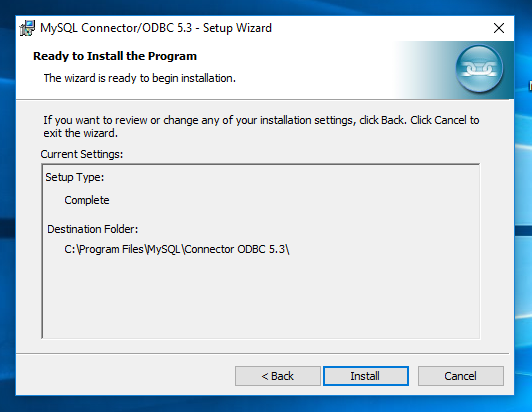 MySQL Connector/ODBC 5.3 - Setup Wizard
Ready to Install the Program
The wizard is ready to begin installation.
If you want to review or change any of your installation settings, click Back. Click Cancel to
exit the wizard.
Current Settings:
Setup Type:
Complete
Destination Folder:
C:\Program Files\MySQL\Connector ODBC 5.3\
< Back
Install
Cancel